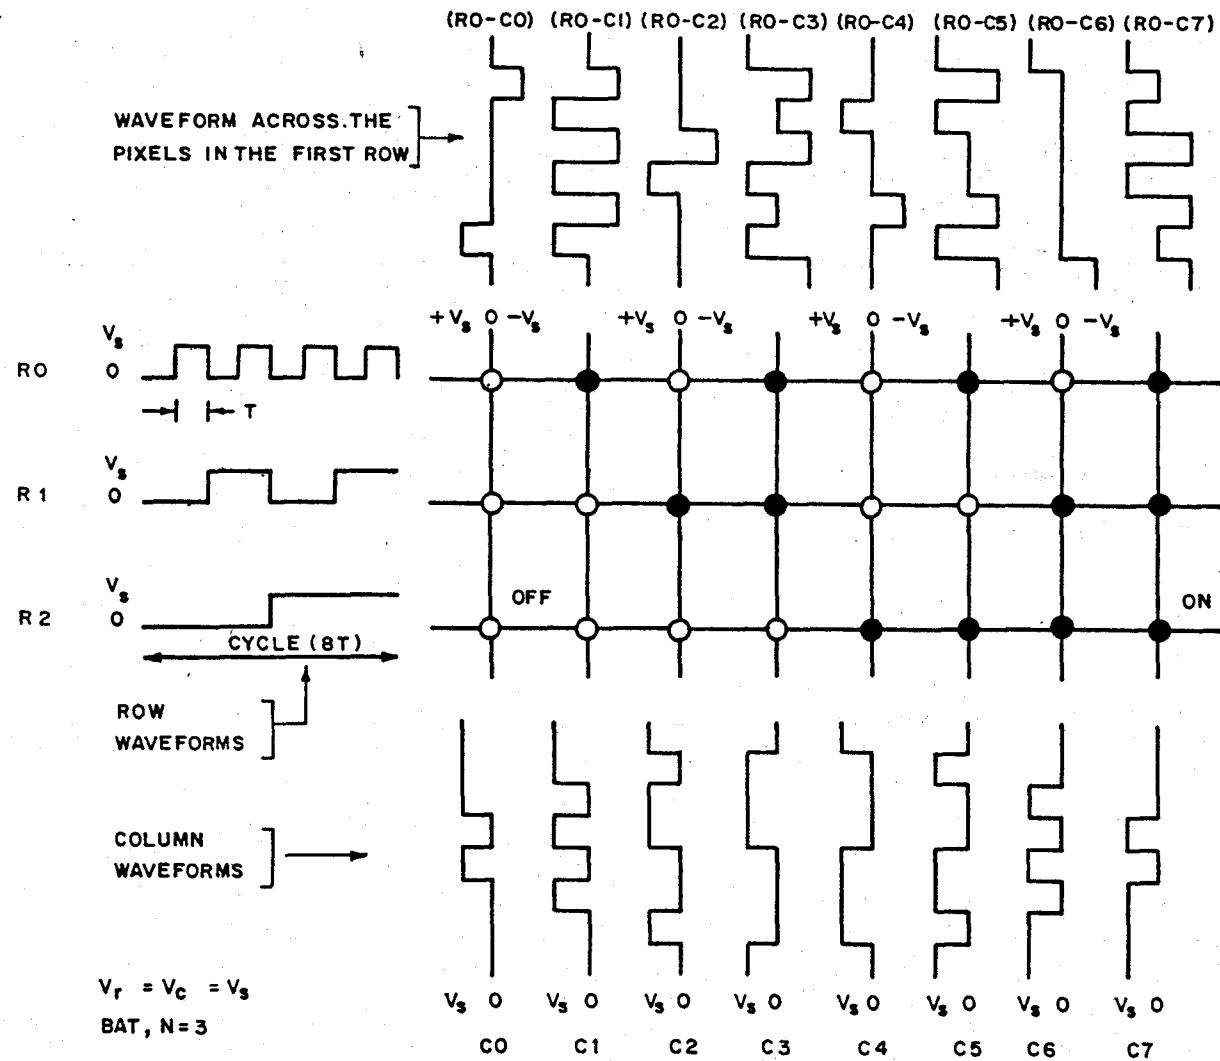 (R0-C0) (R0-C1) (R0-C2) (R0-C3) (R0-C4) (R0-C5) (R0-C6) (R0-C7)
WAVEFORM ACROSS.THE
PIXELS IN THE FIRST ROW
+Vs 0 -Vs +Vs 0 -Vs +Vs 0 -Vs +Vs 0 -Vs
Vs
R0 0
T
Vs
R1 0
Vs
OFF ON
R2 0
CYCLE (8T)
ROW
WAVEFORMS
COLUMN
WAVEFORMS
Vr = Vc = Vs
Vs 0 Vs 0 Vs 0 Vs 0 Vs 0 Vs 0 Vs 0 Vs 0
BAT, N=3
C0 C1 C2 C3 C4 C5 C6 C7